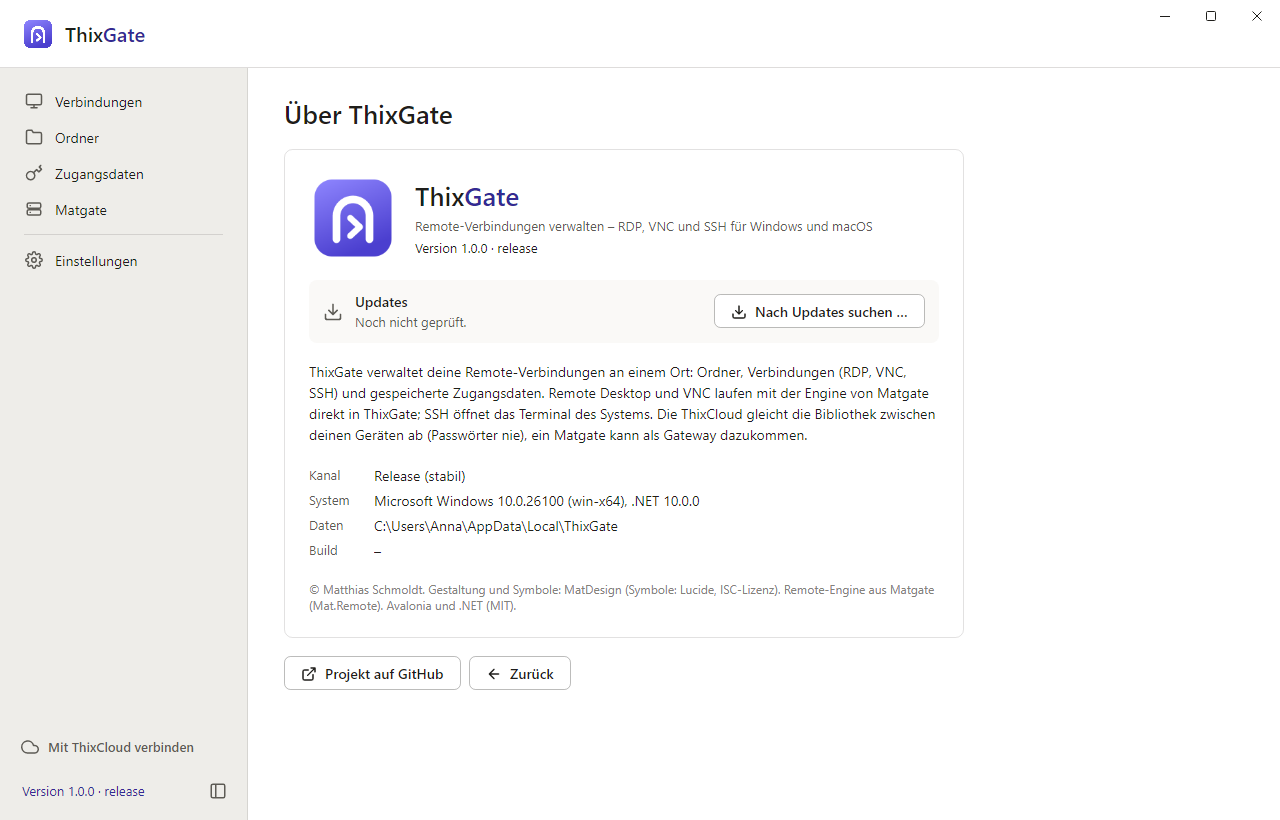 ThixGate
Verbindungen
Ordner
Zugangsdaten
Matgate
Einstellungen
Mit ThixCloud verbinden
Version 1.0.0 · release
Über ThixGate
ThixGate
Remote-Verbindungen verwalten – RDP, VNC und SSH für Windows und macOS
Version 1.0.0 · release
Updates
Noch nicht geprüft.
Nach Updates suchen ...
ThixGate verwaltet deine Remote-Verbindungen an einem Ort: Ordner, Verbindungen (RDP, VNC,
SSH) und gespeicherte Zugangsdaten. Remote Desktop und VNC laufen mit der Engine von Matgate
direkt in ThixGate; SSH öffnet das Terminal des Systems. Die ThixCloud gleicht die Bibliothek zwischen
deinen Geräten ab (Passwörter nie), ein Matgate kann als Gateway dazukommen.
Kanal Release (stabil)
System Microsoft Windows 10.0.26100 (win-x64), .NET 10.0.0
Daten C:\Users\Anna\AppData\Local\ThixGate
Build –
© Matthias Schmoldt. Gestaltung und Symbole: MatDesign (Symbole: Lucide, ISC-Lizenz). Remote-Engine aus Matgate
(Mat.Remote). Avalonia und .NET (MIT).
Projekt auf GitHub
Zurück